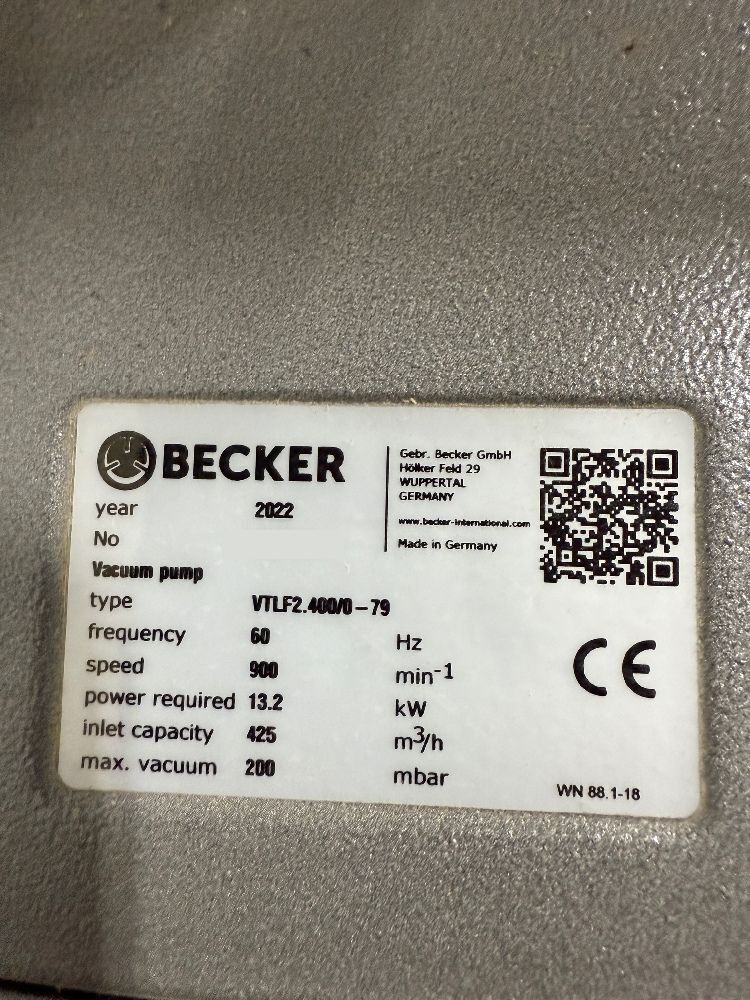 BECKER
Gebr. Becker GmbH
Hölker Feld 29
WUPPERTAL
GERMANY
www.becker-international.com
Made in Germany
year 2022
No
Vacuum pump
type VTLF2.400/0-79
frequency 60 Hz
speed 900 min-1
power required 13.2 kW
inlet capacity 425 m3/h
max. vacuum 200 mbar
CE
WN 88.1-18